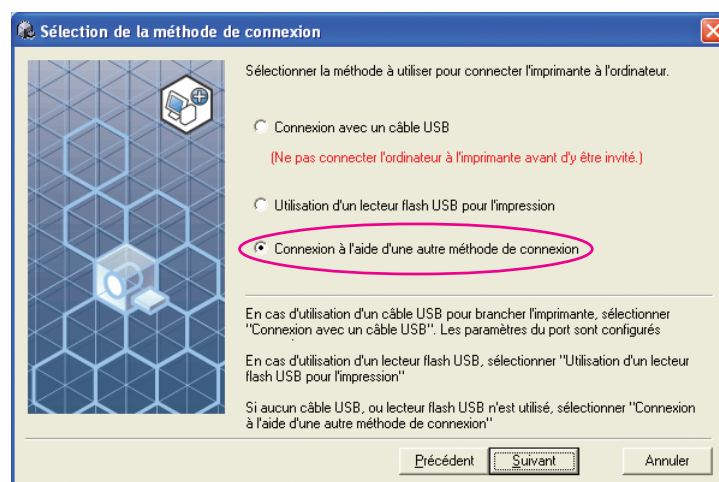 Sélection de la méthode de connexion
Sélectionner la méthode à utiliser pour connecter l'imprimante à l'ordinateur.
Connexion avec un câble USB
(Ne pas connecter l'ordinateur à l'imprimante avant d'y être invité.)
Utilisation d'un lecteur flash USB pour l'impression
Connexion à l'aide d'une autre méthode de connexion
En cas d'utilisation d'un câble USB pour brancher l'imprimante, sélectionner
"Connexion avec un câble USB". Les paramètres du port sont configurés
En cas d'utilisation d'un lecteur flash USB, sélectionner "Utilisation d'un lecteur
flash USB pour l'impression"
Si aucun câble USB, ou lecteur flash USB n'est utilisé, sélectionner "Connexion
à l'aide d'une autre méthode de connexion"
Précédent Suivant Annuler